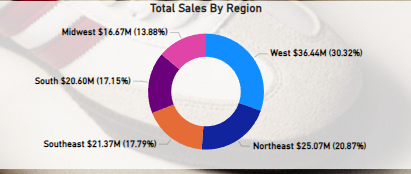 Total Sales By Region
Midwest $16.67M (13.88%)
West $36.44M (30.32%)
South $20.60M (17.15%)
Southeast $21.37M (17.79%)
Northeast $25.07M (20.87%)